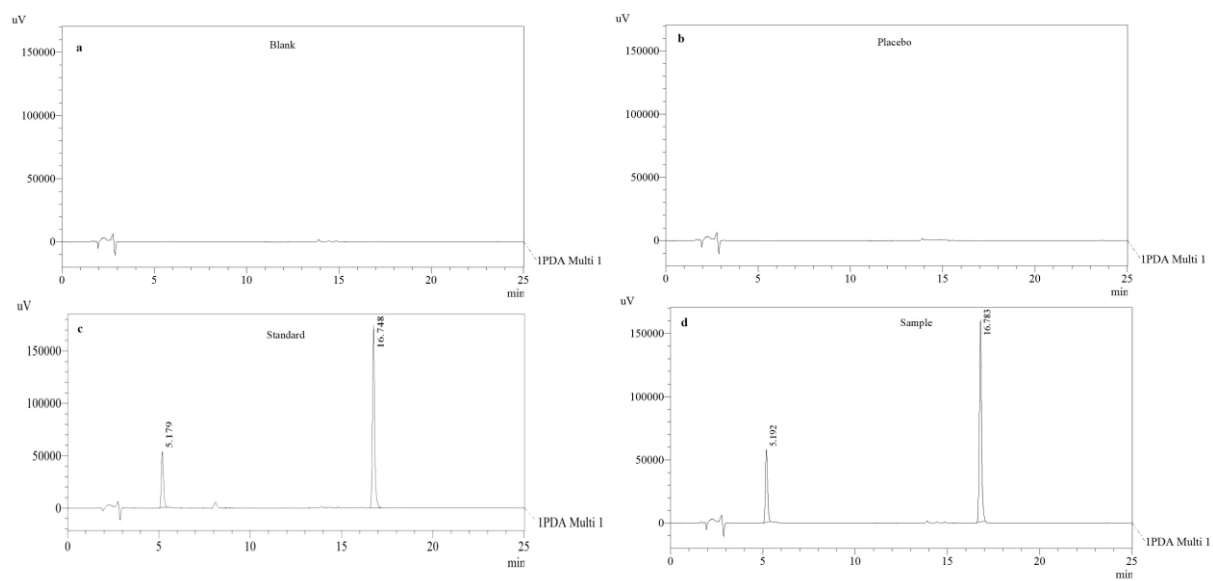 uV
a
Blank
150000
100000
50000
0
0 5 10 15 20 25
min
1PDA Multi 1
uV
b
Placebo
150000
100000
50000
0
0 5 10 15 20 25
min
1PDA Multi 1
uV
c
Standard
16.748
150000
100000
50000
5.179
0
0 5 10 15 20 25
min
1PDA Multi 1
uV
d
Sample
16.783
150000
100000
50000
5.192
0
0 5 10 15 20 25
min
1PDA Multi 1